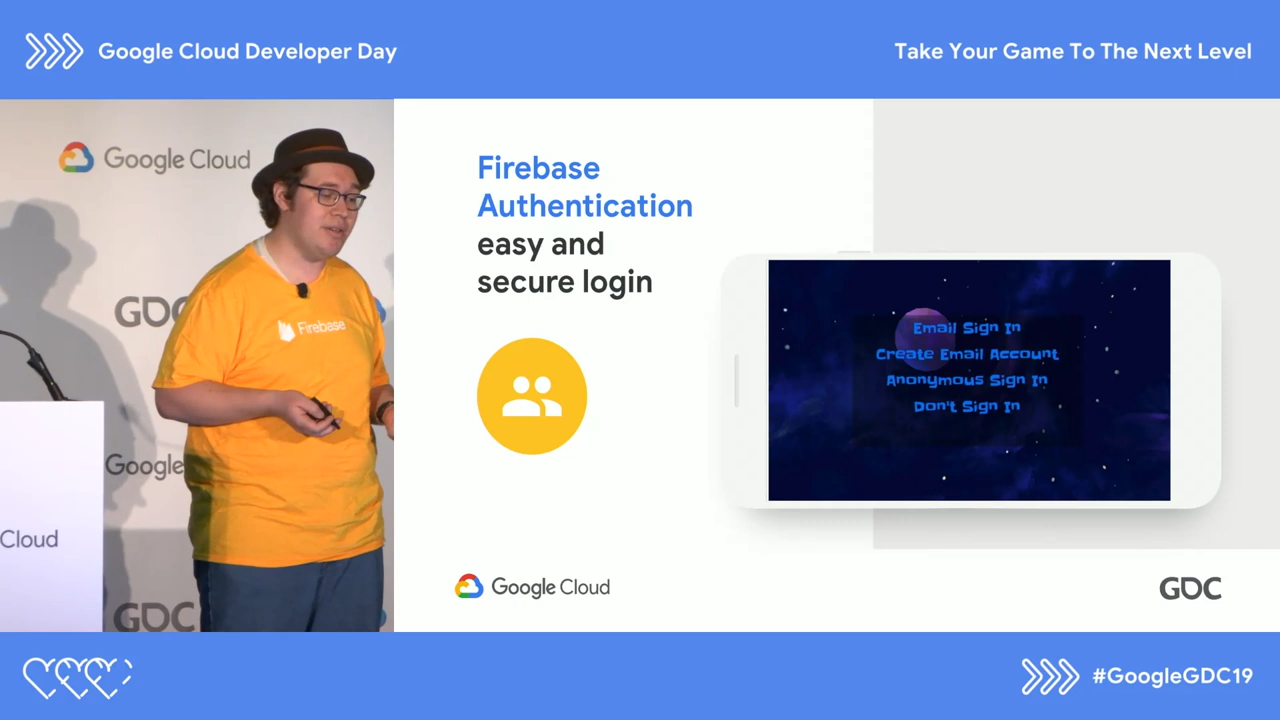 Google Cloud Developer Day
Take Your Game To The Next Level
Google Cloud
GDC
Firebase
Google
Cloud
GDC
Firebase
Authentication
easy and
secure login
Email Sign In
Create Email Account
Anonymous Sign In
Don't Sign In
Google Cloud
GDC
#GoogleGDC19